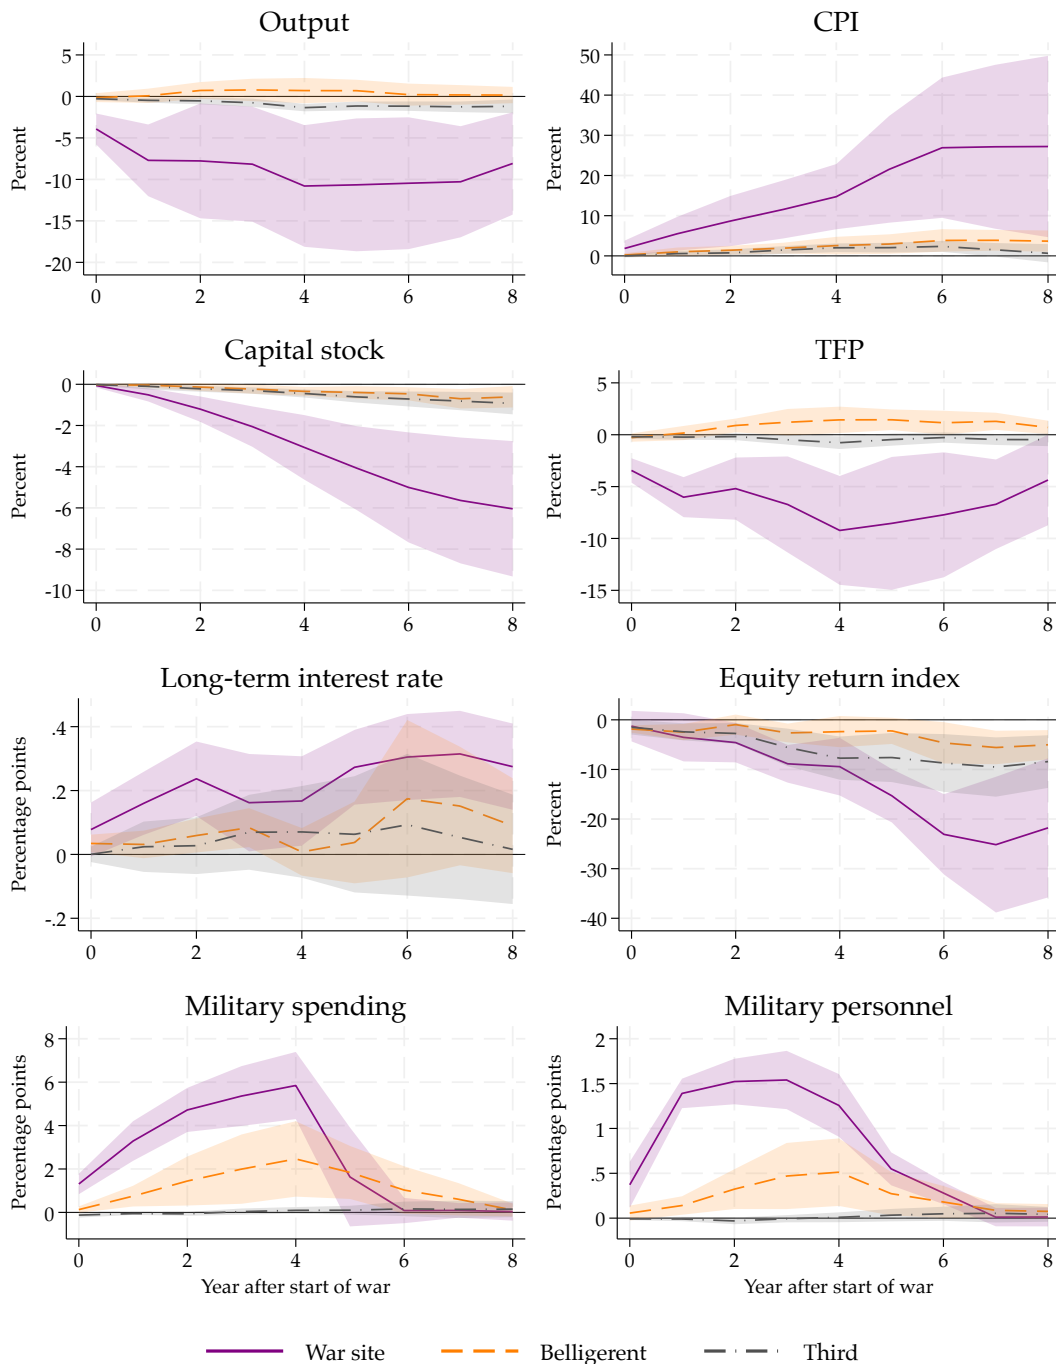 Output
CPI
Percent
5
0
-5
-10
-15
-20
0 2 4 6 8
Percent
50
40
30
20
10
0
0 2 4 6 8
Capital stock
TFP
Percent
0
-2
-4
-6
-8
-10
0 2 4 6 8
Percent
5
0
-5
-10
-15
0 2 4 6 8
Long-term interest rate
Equity return index
Percentage points
.4
.2
0
-.2
0 2 4 6 8
Percent
0
-10
-20
-30
-40
0 2 4 6 8
Military spending
Military personnel
Percentage points
8
6
4
2
0
0 2 4 6 8
Year after start of war
Percentage points
2
1.5
1
.5
0
0 2 4 6 8
Year after start of war
War site Belligerent Third